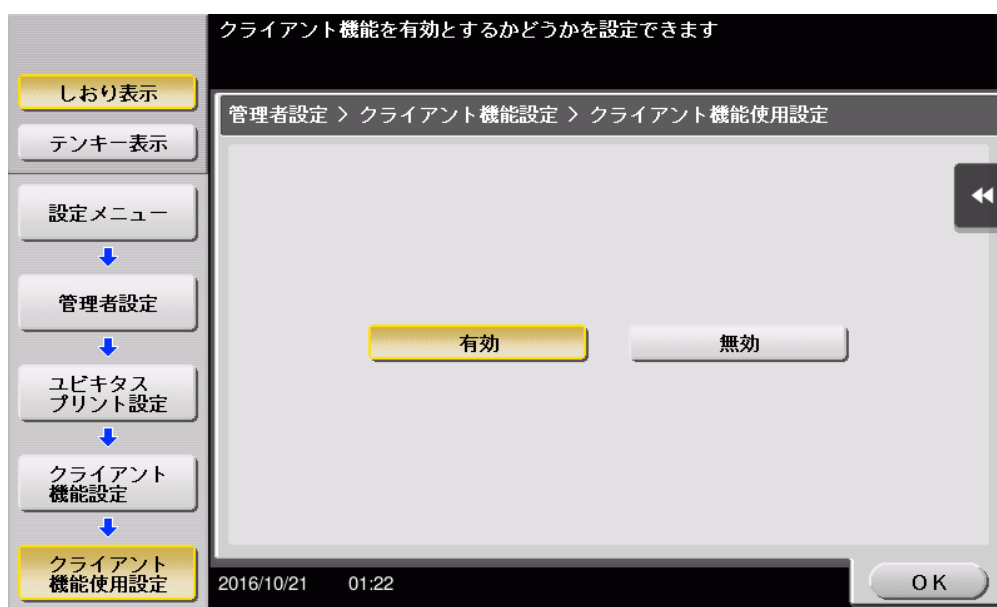 クライアント機能を有効とするかどうかを設定できます
しおり表示
テンキー表示
設定メニュー
管理者設定
ユビキタス
プリント設定
クライアント
機能設定
クライアント
機能使用設定
管理者設定 > クライアント機能設定 > クライアント機能使用設定
有効
無効
2016/10/21 01:22
OK